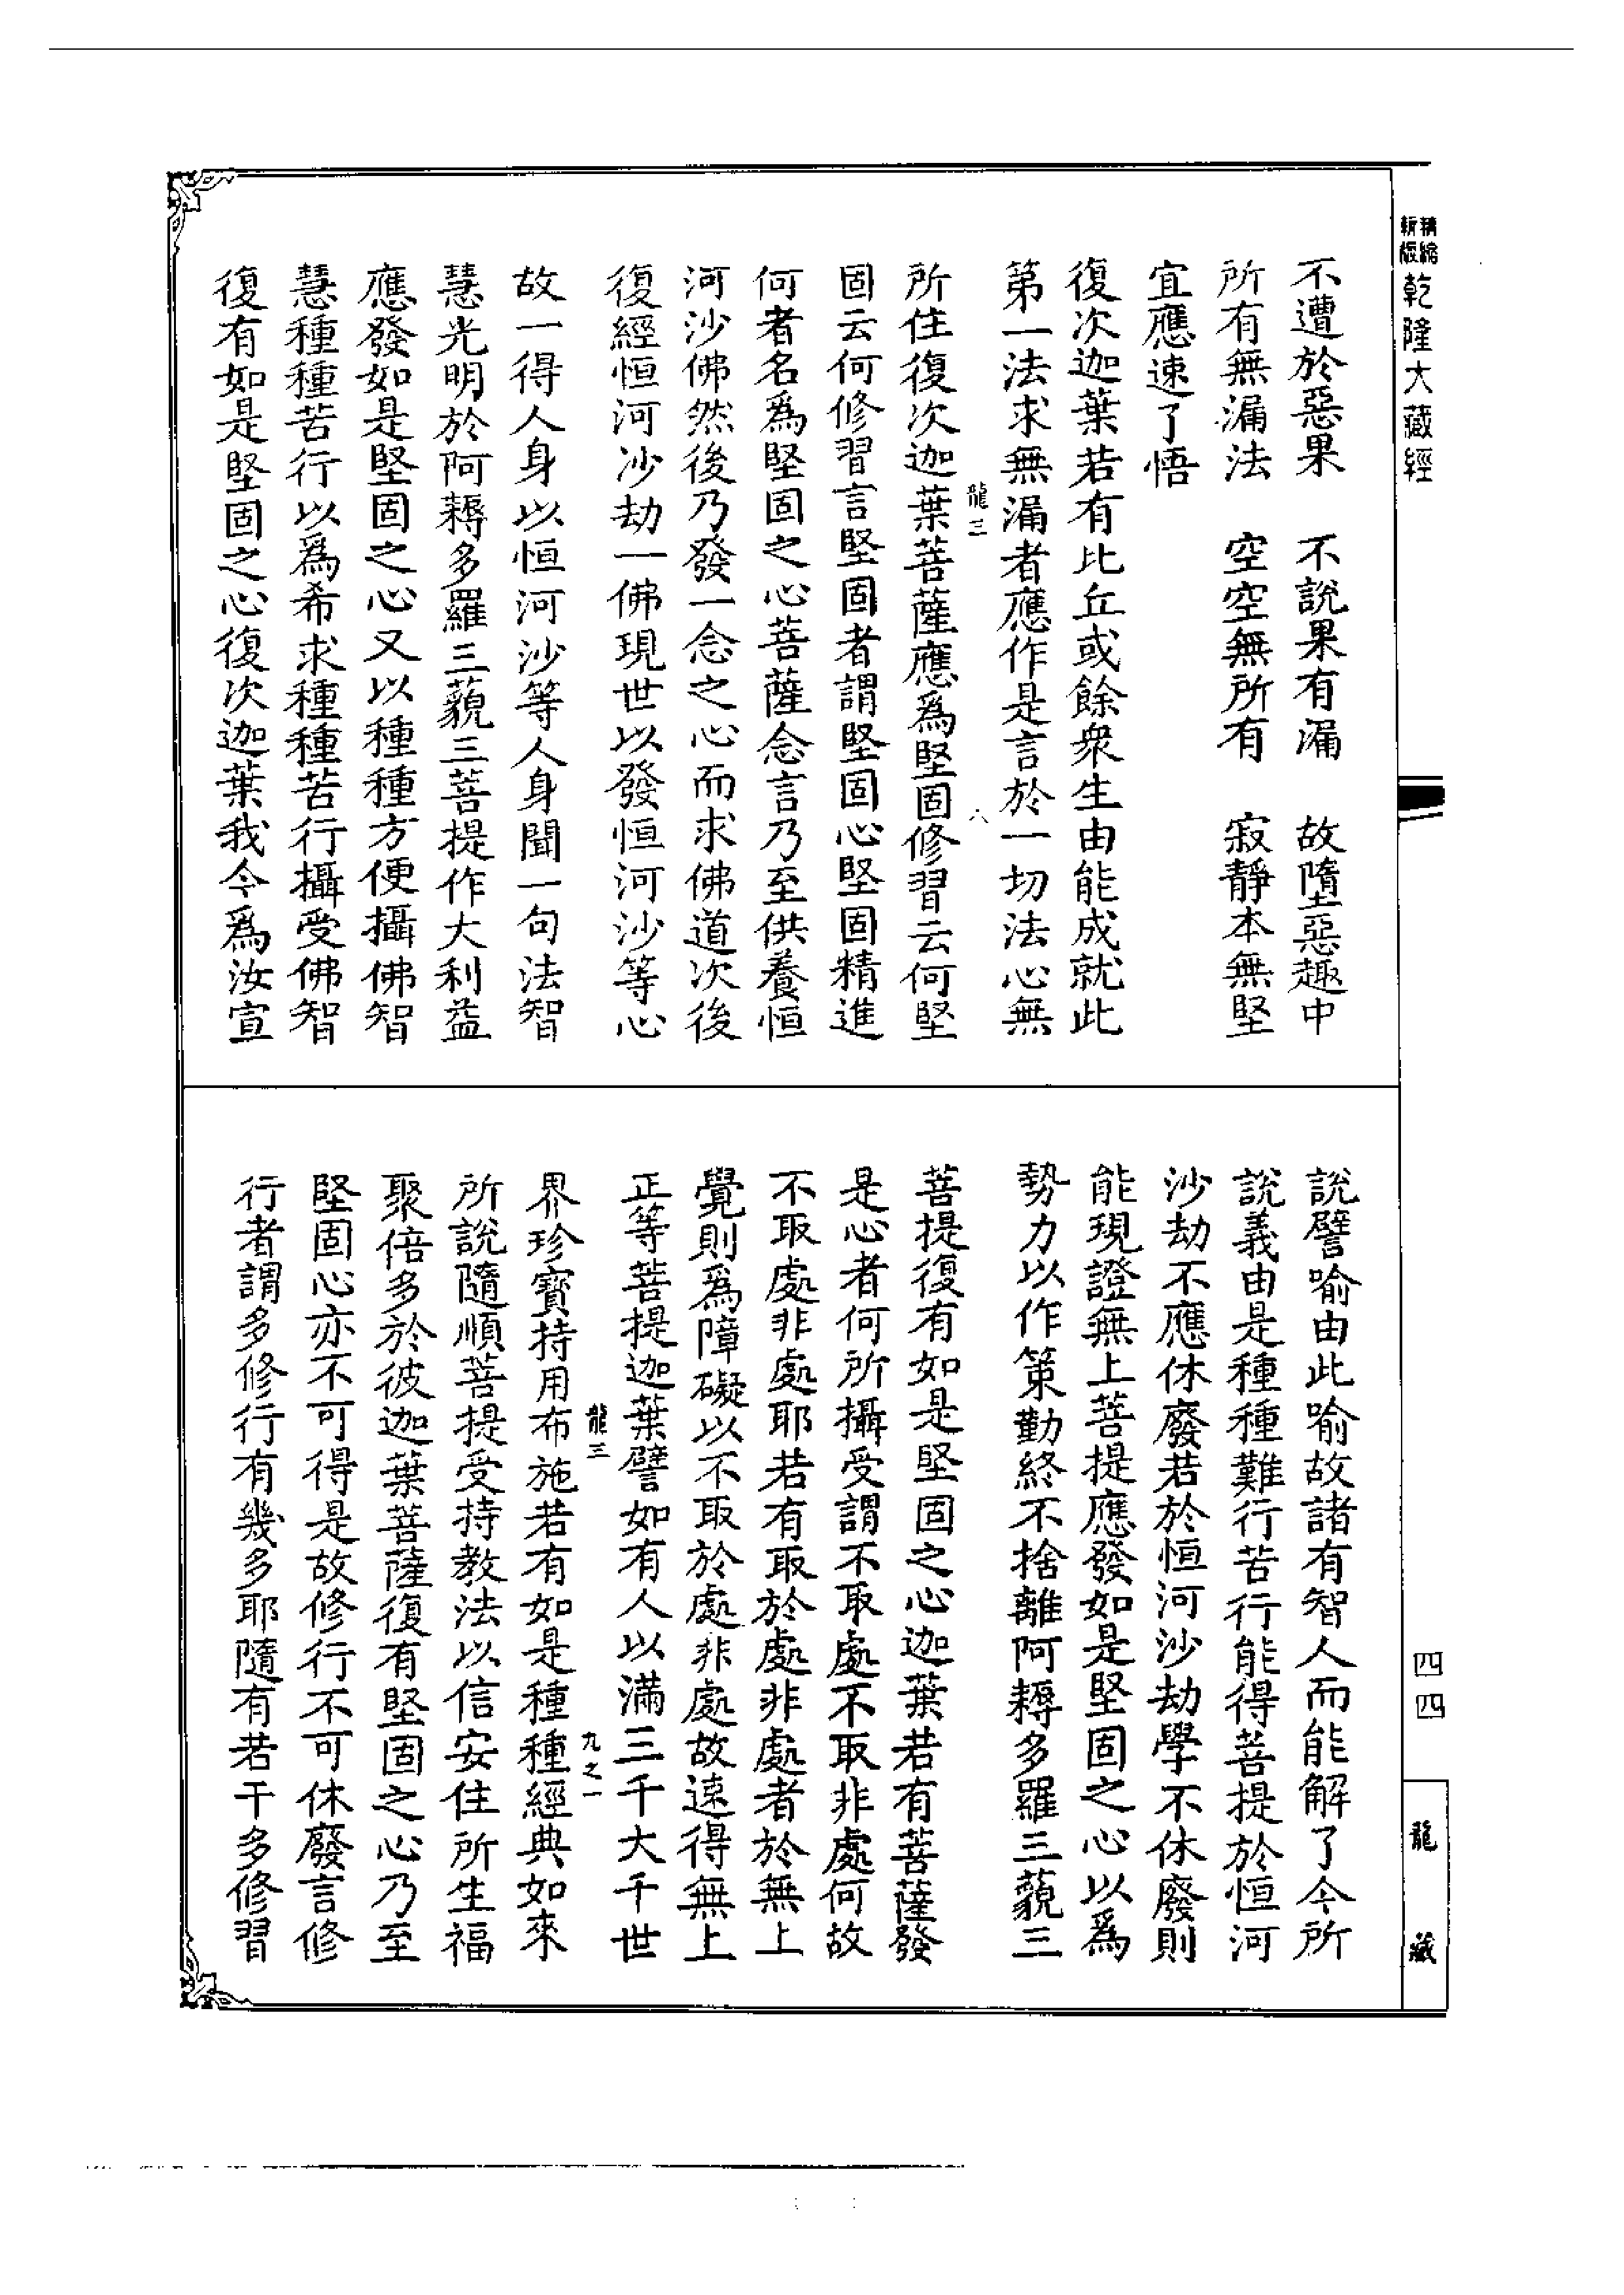 精縮
新版
乾隆大藏經
不遭於惡果　不說果有漏　故墮惡趣中
所有無漏法　空空無所有　寂靜本無堅
宜應速了悟
復次迦葉若有比丘或餘眾生由能成就此
第一法求無漏者應作是言於一切法心無
龍三
八
所住復次迦葉菩薩應爲堅固修習云何堅
固云何修習言堅固者謂堅固心堅固精進
何者名爲堅固之心菩薩念言乃至供養恒
河沙佛然後乃發一念之心而求佛道次後
復經恒河沙劫一佛現世以發恒河沙等心
故一得人身以恒河沙等人身聞一句法智
慧光明於阿耨多羅三藐三菩提作大利益
應發如是堅固之心又以種種方便攝佛智
慧種種苦行以爲希求種種苦行攝受佛智
復有如是堅固之心復次迦葉我今爲汝宣
說譬喻由此喻故諸有智人而能解了今所
說義由是種種難行苦行能得菩提於恒河
沙劫不應休廢若於恒河沙劫學不休廢則
能現證無上菩提應發如是堅固之心以爲
勢力以作策勤終不捨離阿耨多羅三藐三
菩提復有如是堅固之心迦葉若有菩薩發
是心者何所攝受謂不取處不取非處何故
不取處非處耶若有取於處非處者於無上
覺則爲障礙以不取於處非處故速得無上
正等菩提迦葉譬如有人以滿三千大千世
龍三
九之一
界珍寶持用布施若有如是種種經典如來
所說隨順菩提受持教法以信安住所生福
聚倍多於彼迦葉菩薩復有堅固之心乃至
堅固心亦不可得是故修行不可休廢言修
行者謂多修行有幾多耶隨有若干多修習
四四
龍藏